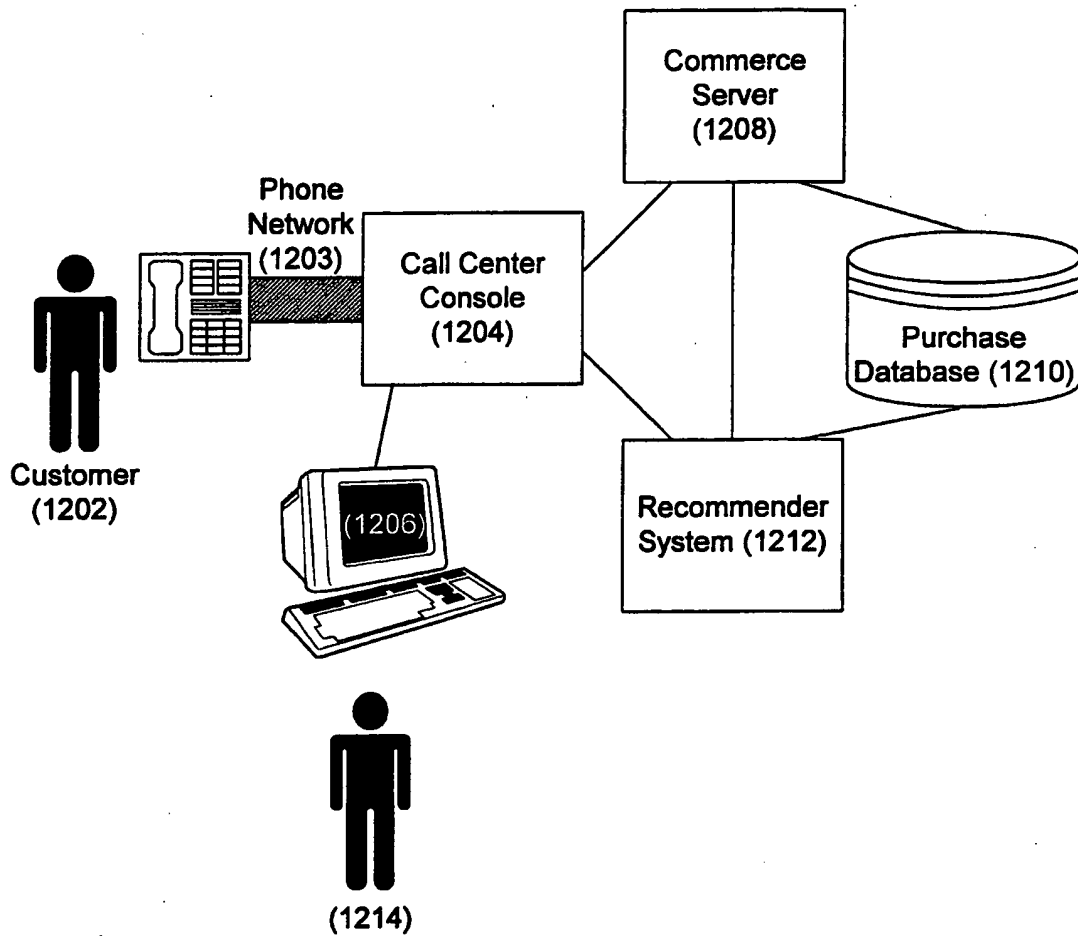 Commerce
Server
(1208)
Phone
Network
(1203)
Call Center
Console
(1204)
Purchase
Database (1210)
Customer
(1202)
(1206)
Recommender
System (1212)
(1214)